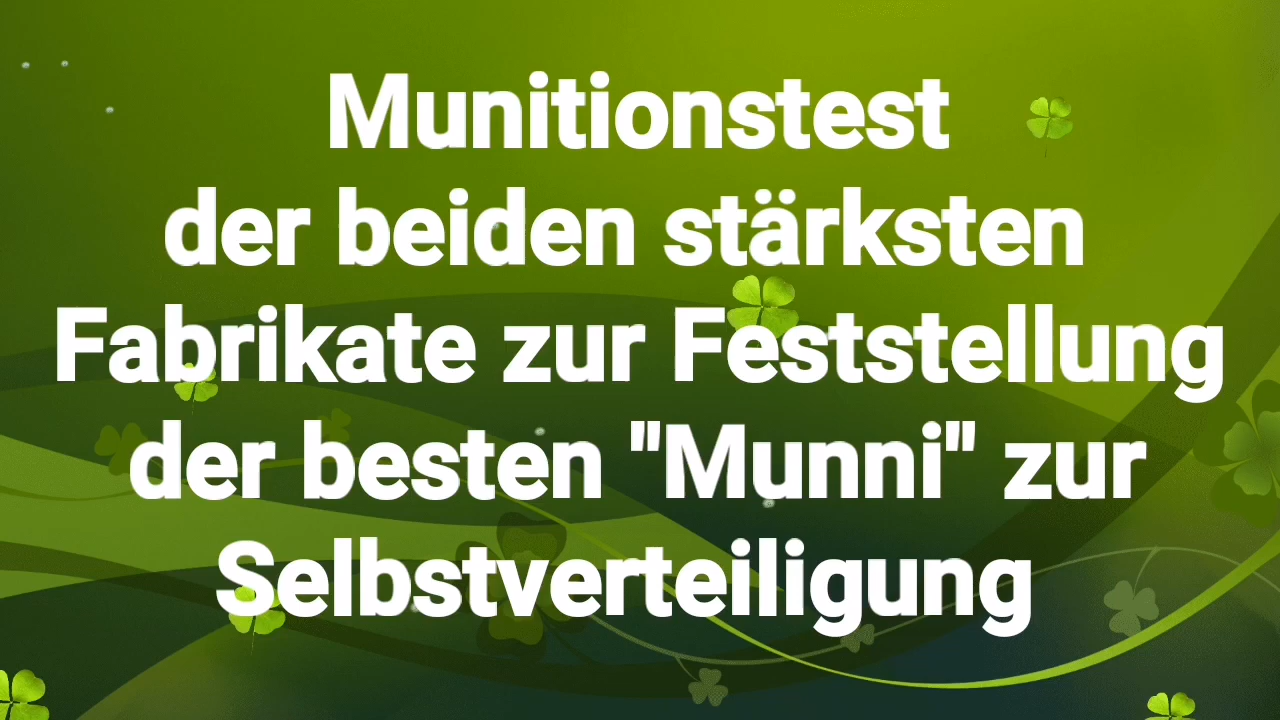 Munitionstest
der beiden stärksten
Fabrikate zur Feststellung
der besten "Munni" zur
Selbstverteiligung